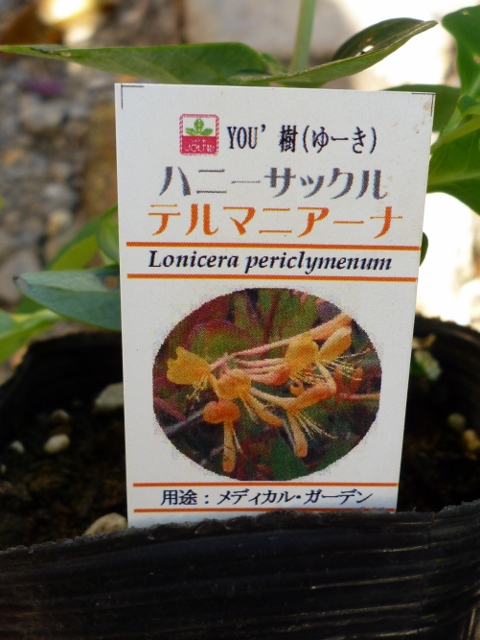 YOU' 樹(ゆーき)
ハニーサックル
テルマニアーナ
Lonicera periclymenum
用途:メディカル・ガーデン